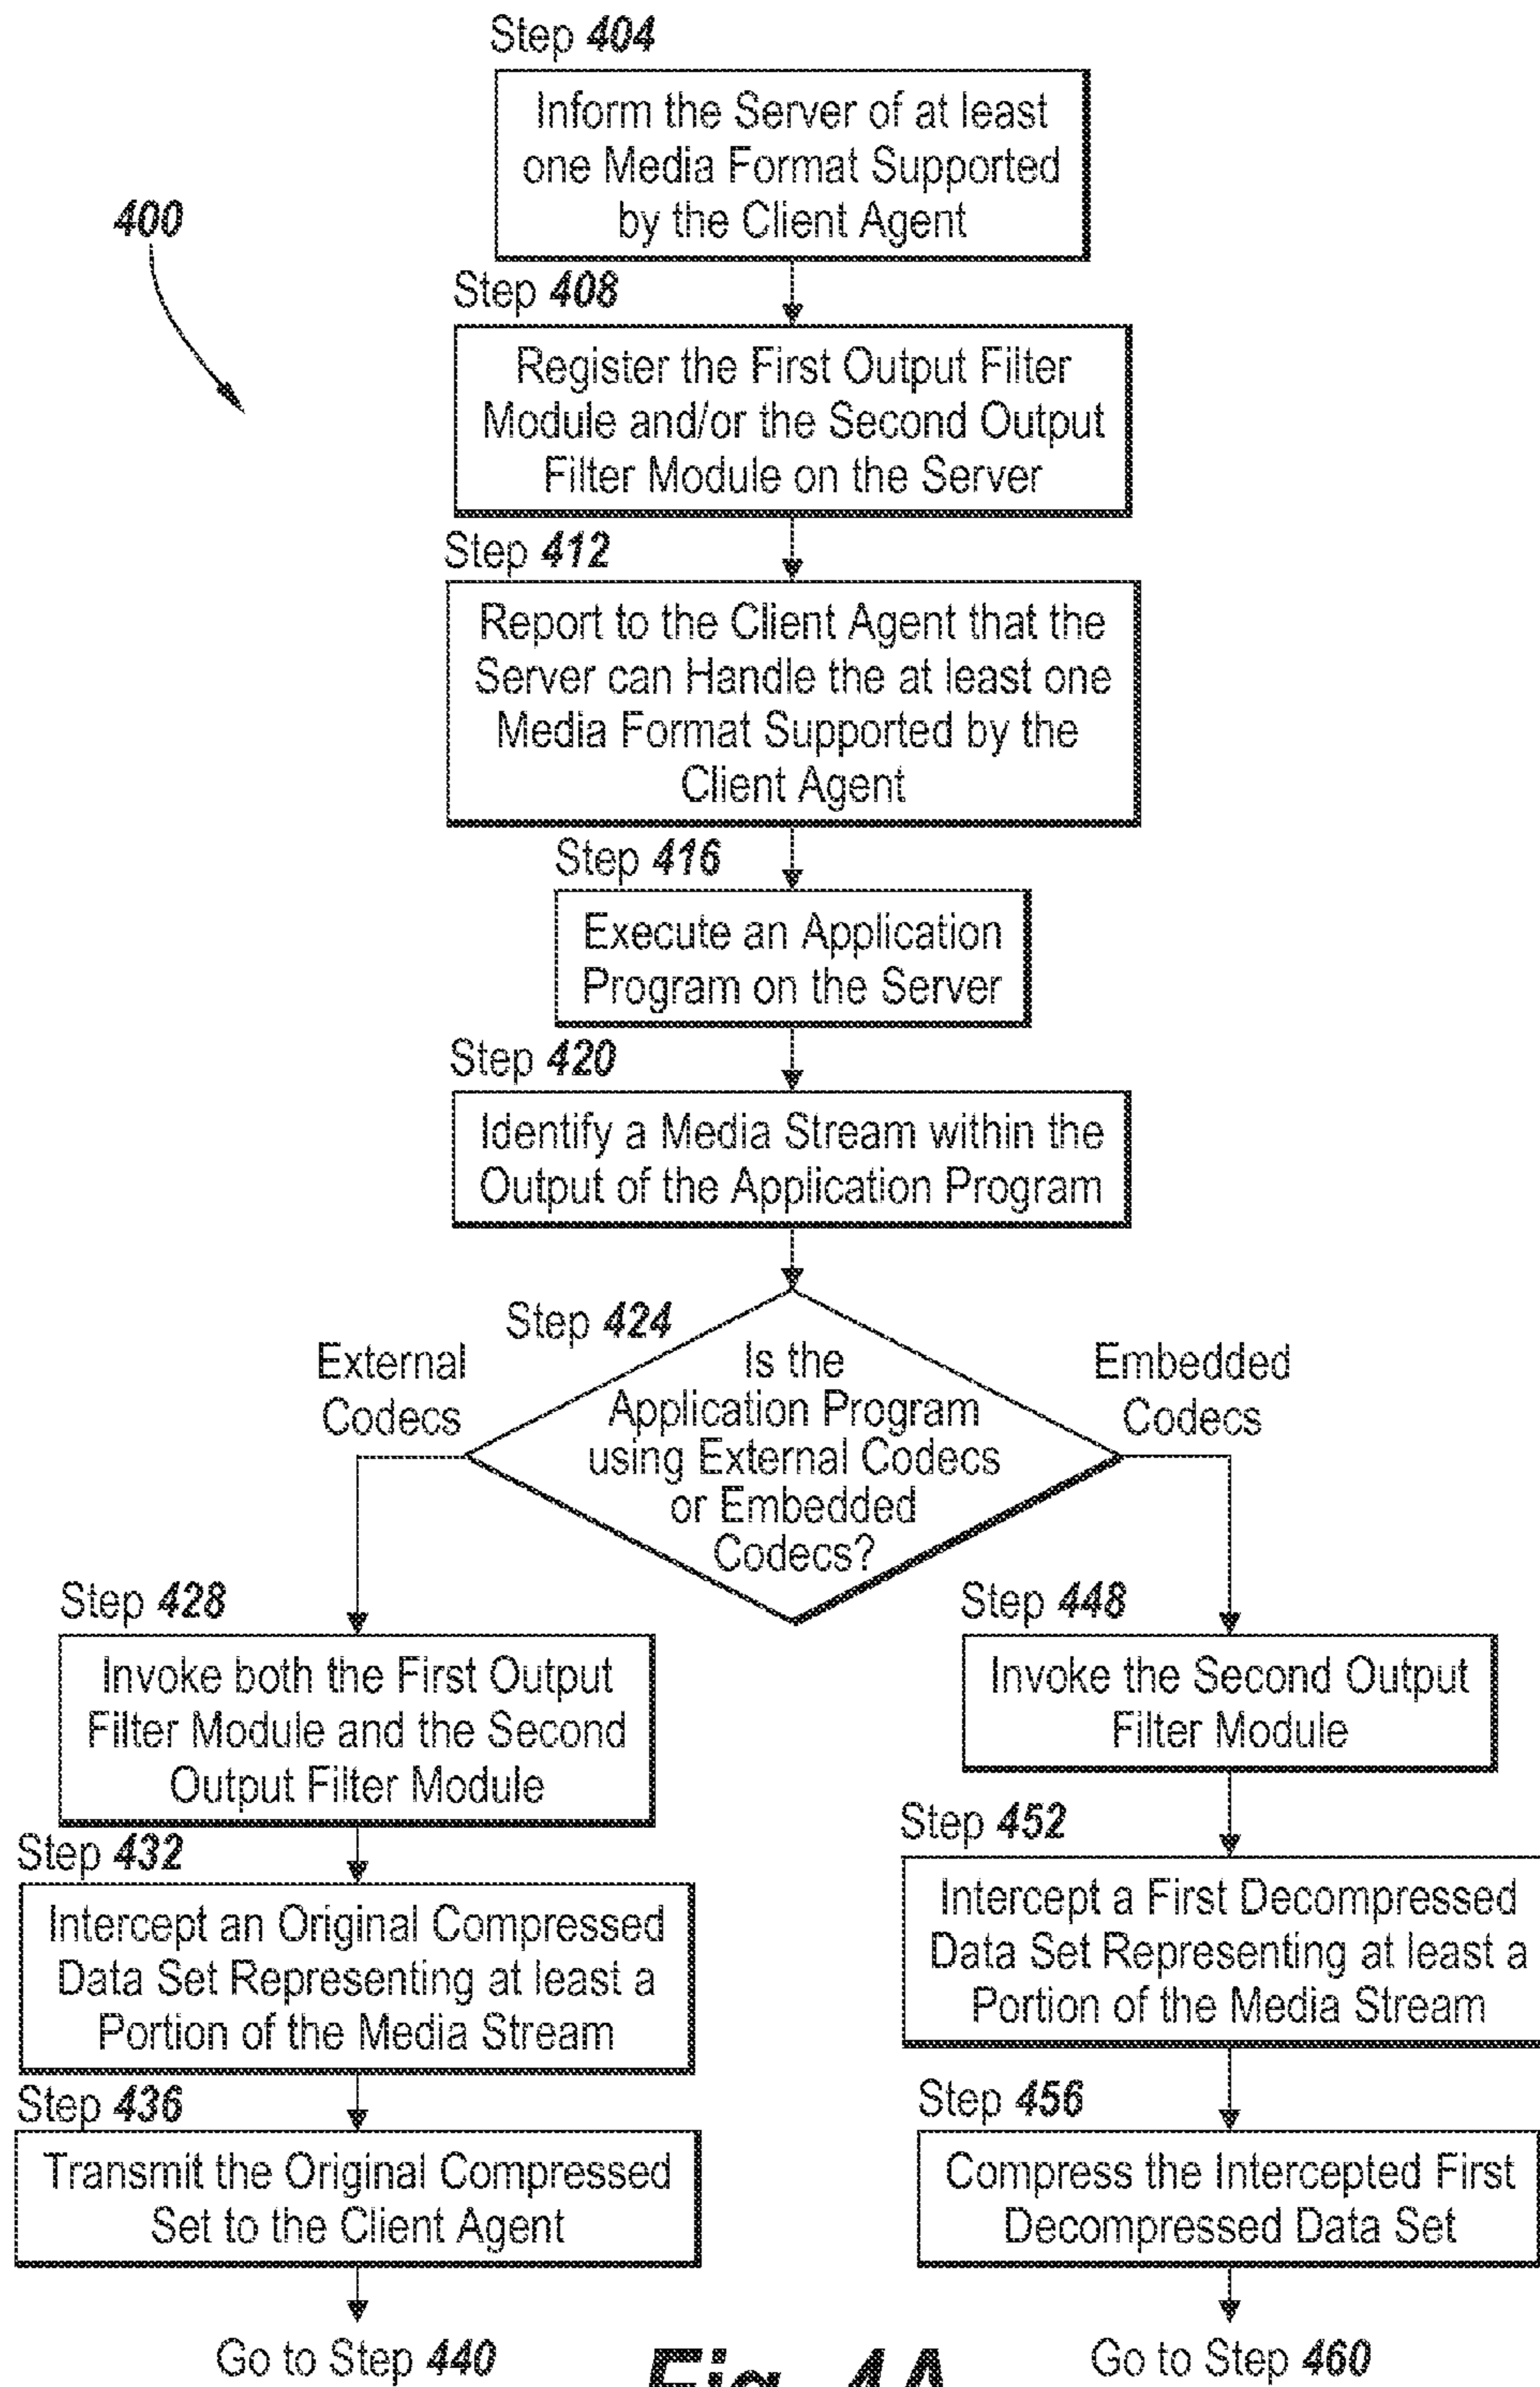 Step 404
Inform the Server of at least
one Media Format Supported
by the Client Agent
400
Step 408
Register the First Output Filter
Module and/or the Second Output
Filter Module on the Server
Step 412
Report to the Client Agent that the
Server can Handle the at least one
Media Format Supported by the
Client Agent
Step 416
Execute an Application
Program on the Server
Step 420
Identify a Media Stream within the
Output of the Application Program
Step 424
External
Codecs
Is the
Application Program
using External Codecs
or Embedded
Codecs?
Embedded
Codecs
Step 428
Invoke both the First Output
Filter Module and the Second
Output Filter Module
Step 432
Intercept an Original Compressed
Data Set Representing at least a
Portion of the Media Stream
Step 436
Transmit the Original Compressed
Set to the Client Agent
Go to Step 440
Step 448
Invoke the Second Output
Filter Module
Step 452
Intercept a First Decompressed
Data Set Representing at least a
Portion of the Media Stream
Step 456
Compress the Intercepted First
Decompressed Data Set
Go to Step 460
Fig. 4A